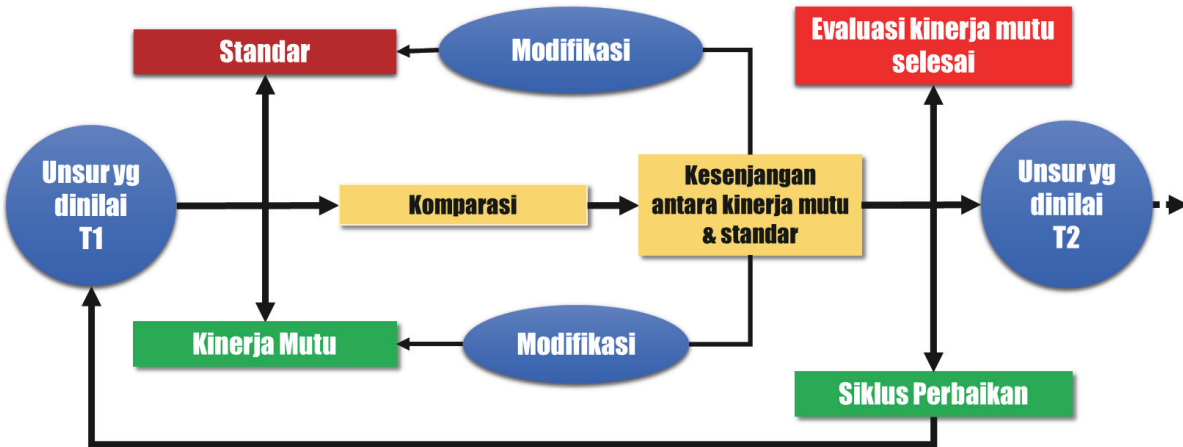 Standar
Modifikasi
Evaluasi kinerja mutu
selesai
Unsur yg
dinilai
T1
Komparasi
Kesenjangan
antara kinerja mutu
& standar
Unsur yg
dinilai
T2
Kinerja Mutu
Modifikasi
Siklus Perbaikan